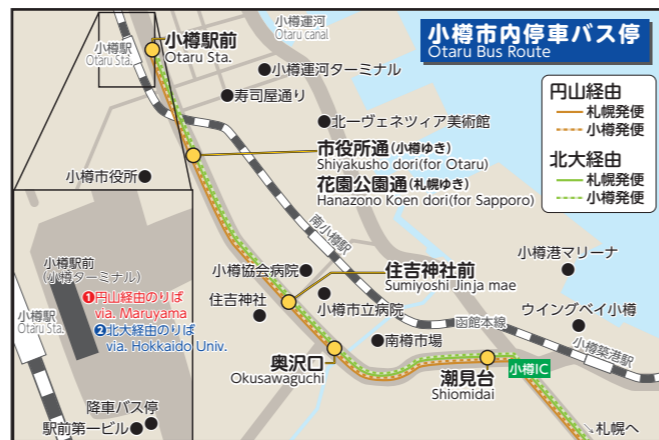 小樽市内停車バス停
Otaru Bus Route
円山経由
札幌発便
小樽発便
北大経由
札幌発便
小樽発便
小樽駅
Otaru Sta.
小樽駅前
Otaru Sta.
小樽運河
Otaru canal
小樽運河ターミナル
寿司屋通り
北一ヴェネツィア美術館
市役所通(小樽ゆき)
Shiyakusho dori(for Otaru)
花園公園通(札幌ゆき)
Hanazono Koen dori(for Sapporo)
小樽市役所
南小樽駅
小樽協会病院
住吉神社前
Sumiyoshi Jinja mae
住吉神社
小樽市立病院
小樽港マリーナ
ウイングベイ小樽
函館本線
小樽築港駅
南樽市場
奥沢口
Okusawaguchi
潮見台
Shiomidai
小樽IC
札幌へ
小樽駅前
(小樽ターミナル)
小樽駅
Otaru Sta.
❶円山経由のりば
via. Maruyama
❷北大経由のりば
via. Hokkaido Univ.
降車バス停
駅前第一ビル